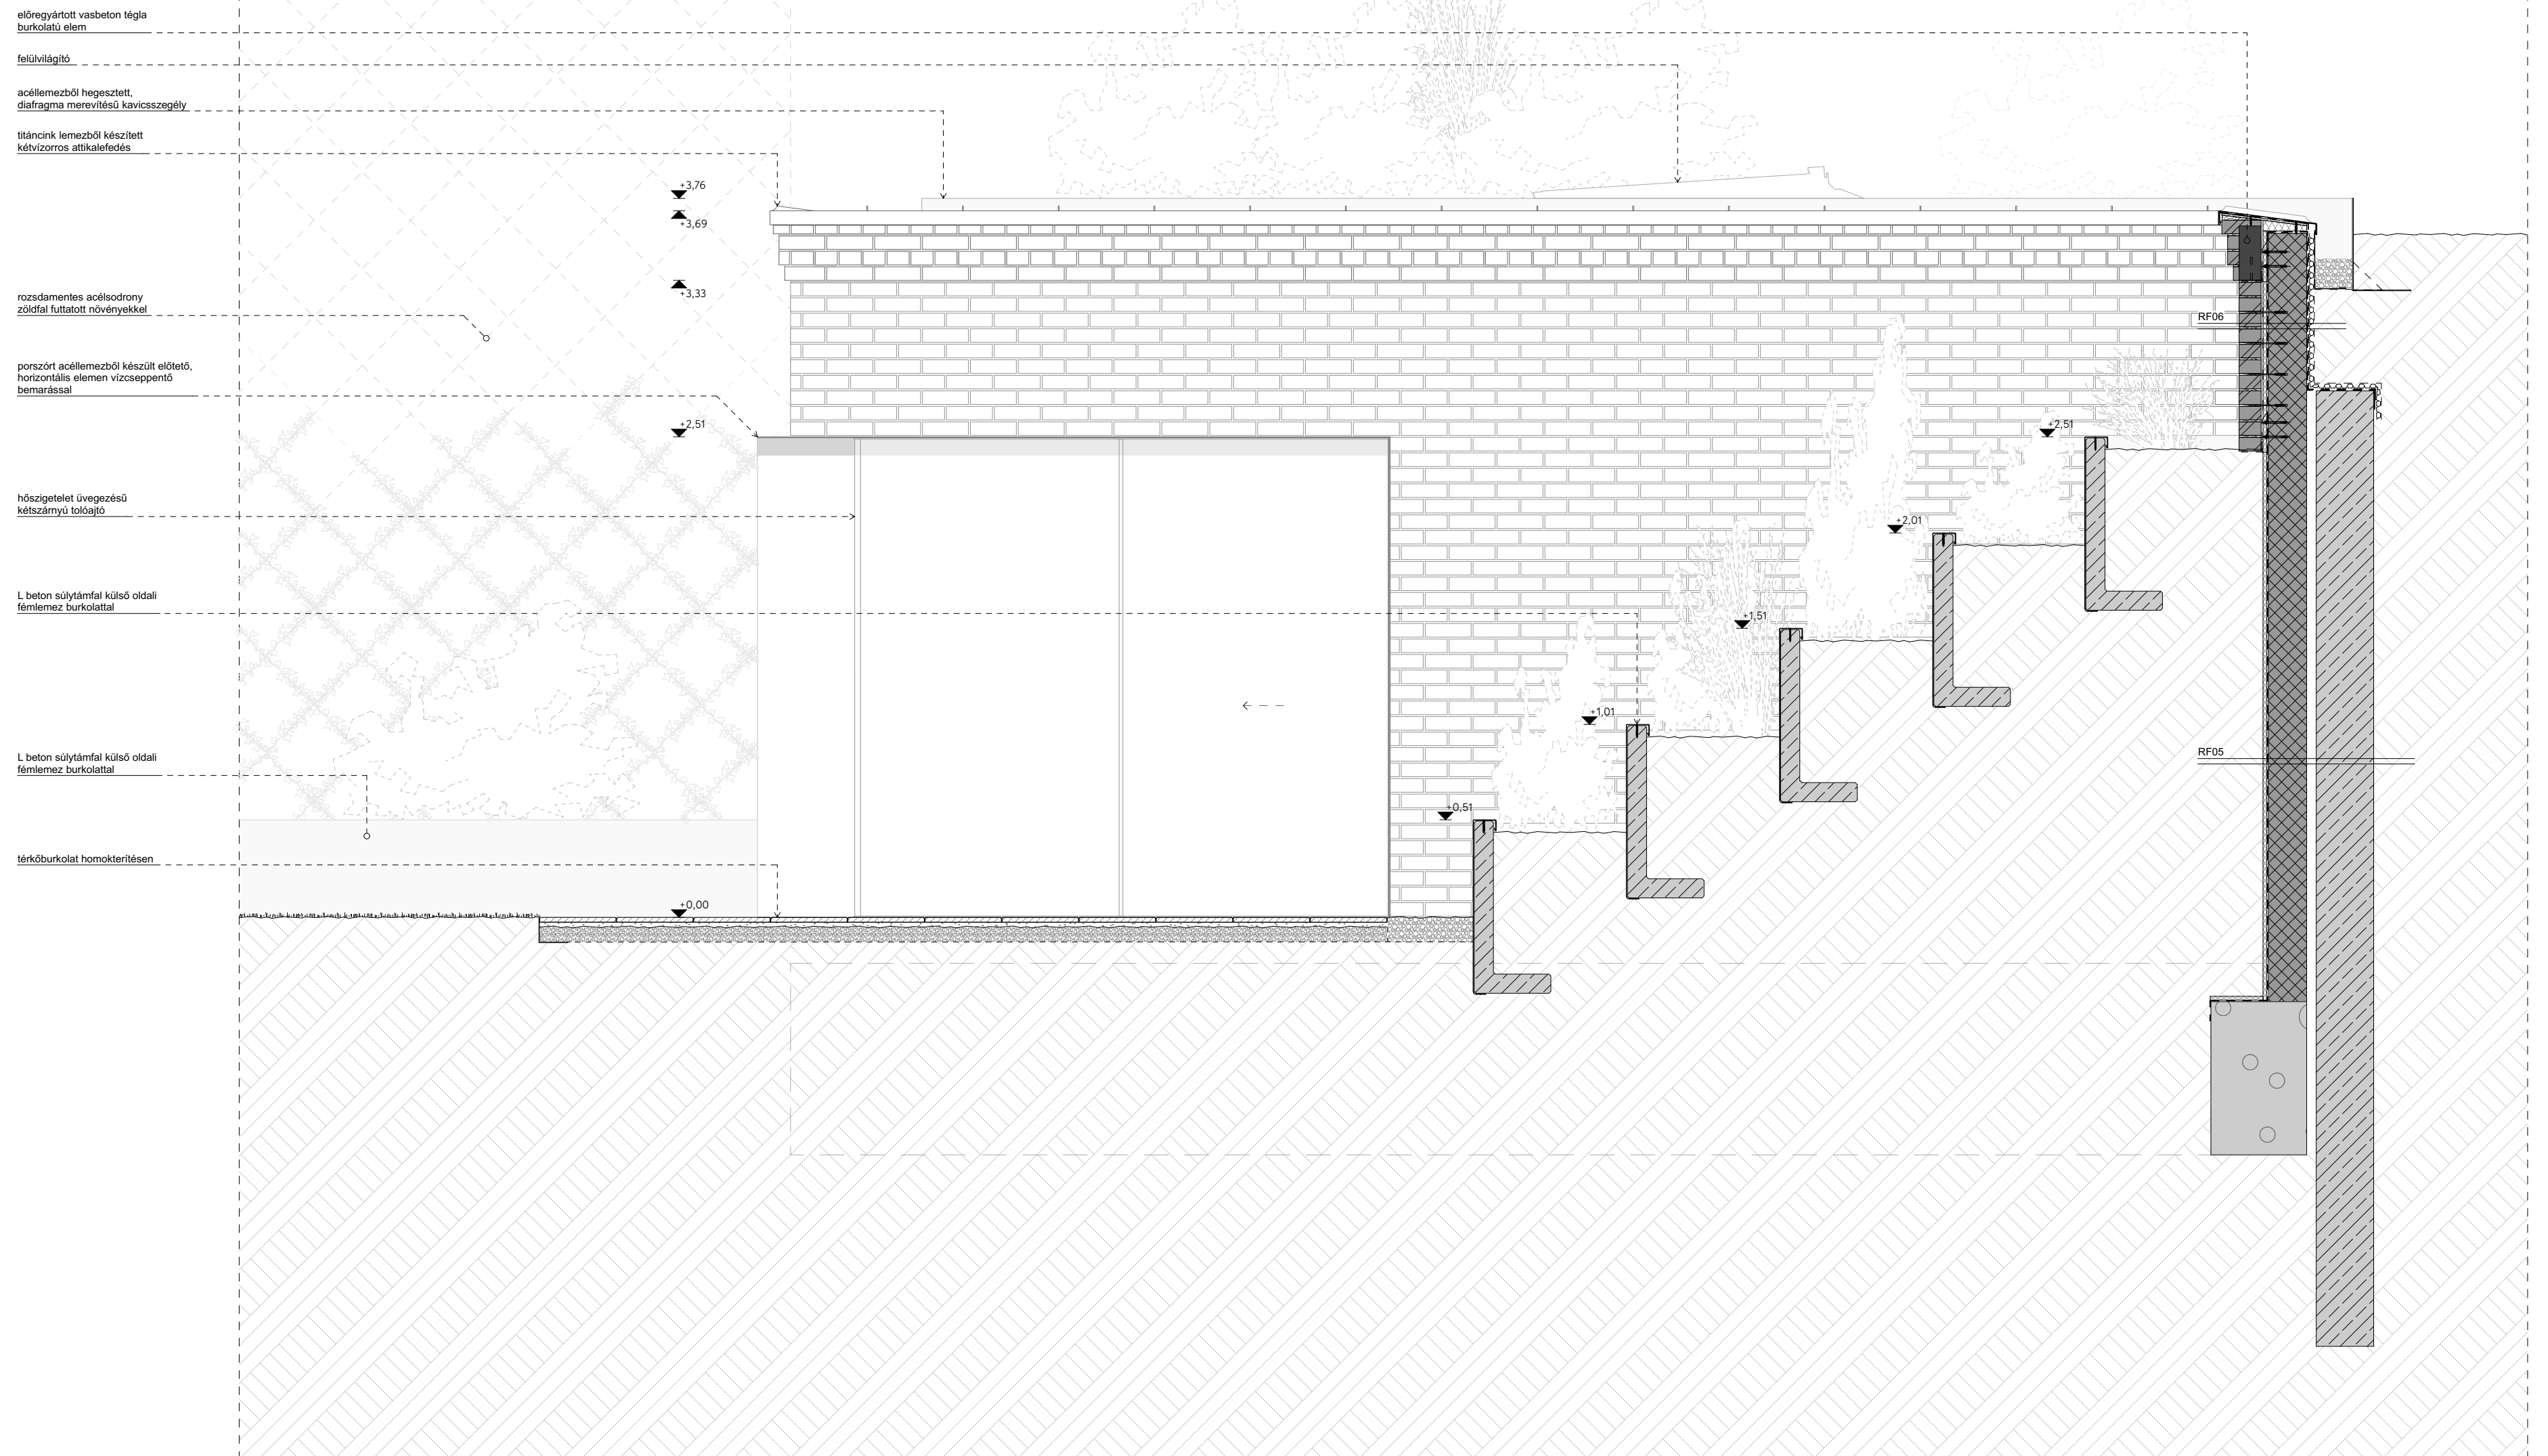 előregyártott vasbeton tégla
burkolatú elem
felülvilágító
acéllemezből hegesztett,
diafragma merevítésű kavicsszegély
titáncink lemezből készített
kétvízorros attikalefedés
+3,76
+3,69
+3,33
rozsdamentes acélsodrony
zöldfal futtatott növényekkel
RF06
porszórt acéllemezből készült előtető,
horizontális elemen vízcseppentő
bemarással
+2,51
+2,51
hőszigetelet üvegezésű
kétszárnyú tolóajtó
+2,01
L beton súlytámfal külső oldali
fémlemez burkolattal
+1,51
+1,01
L beton súlytámfal külső oldali
fémlemez burkolattal
RF05
+0,51
térkőburkolat homokterítésen
+0,00